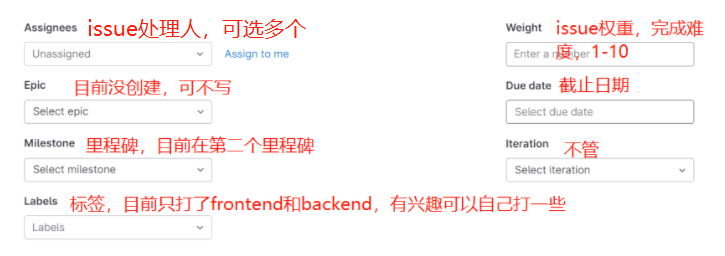 Assignees issue处理人，可选多个
Unassigned Assign to me
Epic 目前没创建，可不写
Select epic
Milestone 里程碑，目前在第二个里程碑
Select milestone
Labels 标签，目前只打了frontend和backend，有兴趣可以自己打一些
Labels
Weight issue权重，完成难
度，1-10
Enter a number
Due date 截止日期
Select due date
Iteration 不管
Select iteration